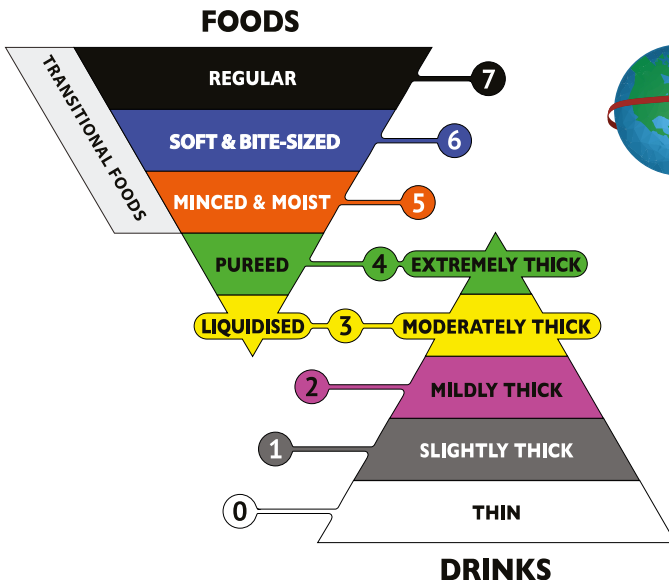 FOODS
TRANSITIONAL FOODS
REGULAR
7
SOFT & BITE-SIZED
6
MINCED & MOIST
5
PUREED
4
EXTREMELY THICK
LIQUIDISED
3
MODERATELY THICK
2
MILDLY THICK
1
SLIGHTLY THICK
0
THIN
DRINKS